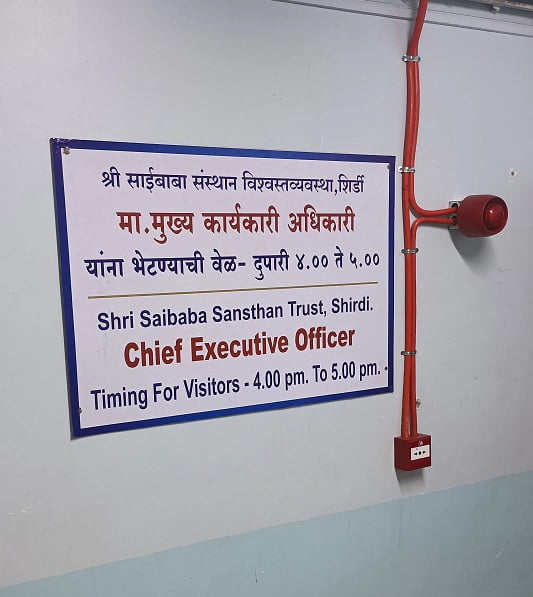 श्री साईबाबा संस्थान विश्वस्तव्यवस्था,शिर्डी
मा.मुख्य कार्यकारी अधिकारी
यांना भेटण्याची वेळ- दुपारी ४.०० ते ५.००
Shri Saibaba Sansthan Trust, Shirdi.
Chief Executive Officer
Timing For Visitors - 4.00 pm. To 5.00 pm.